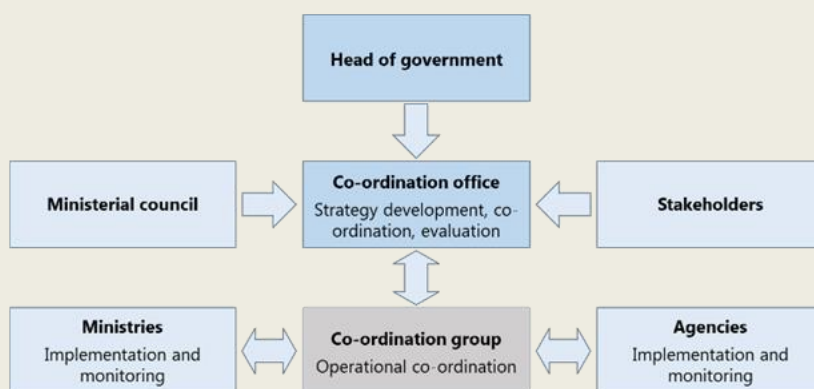 Head of government
Ministerial council
Co-ordination office
Strategy development, co-
ordination, evaluation
Stakeholders
Ministries
Implementation and
monitoring
Co-ordination group
Operational co-ordination
Agencies
Implementation and
monitoring